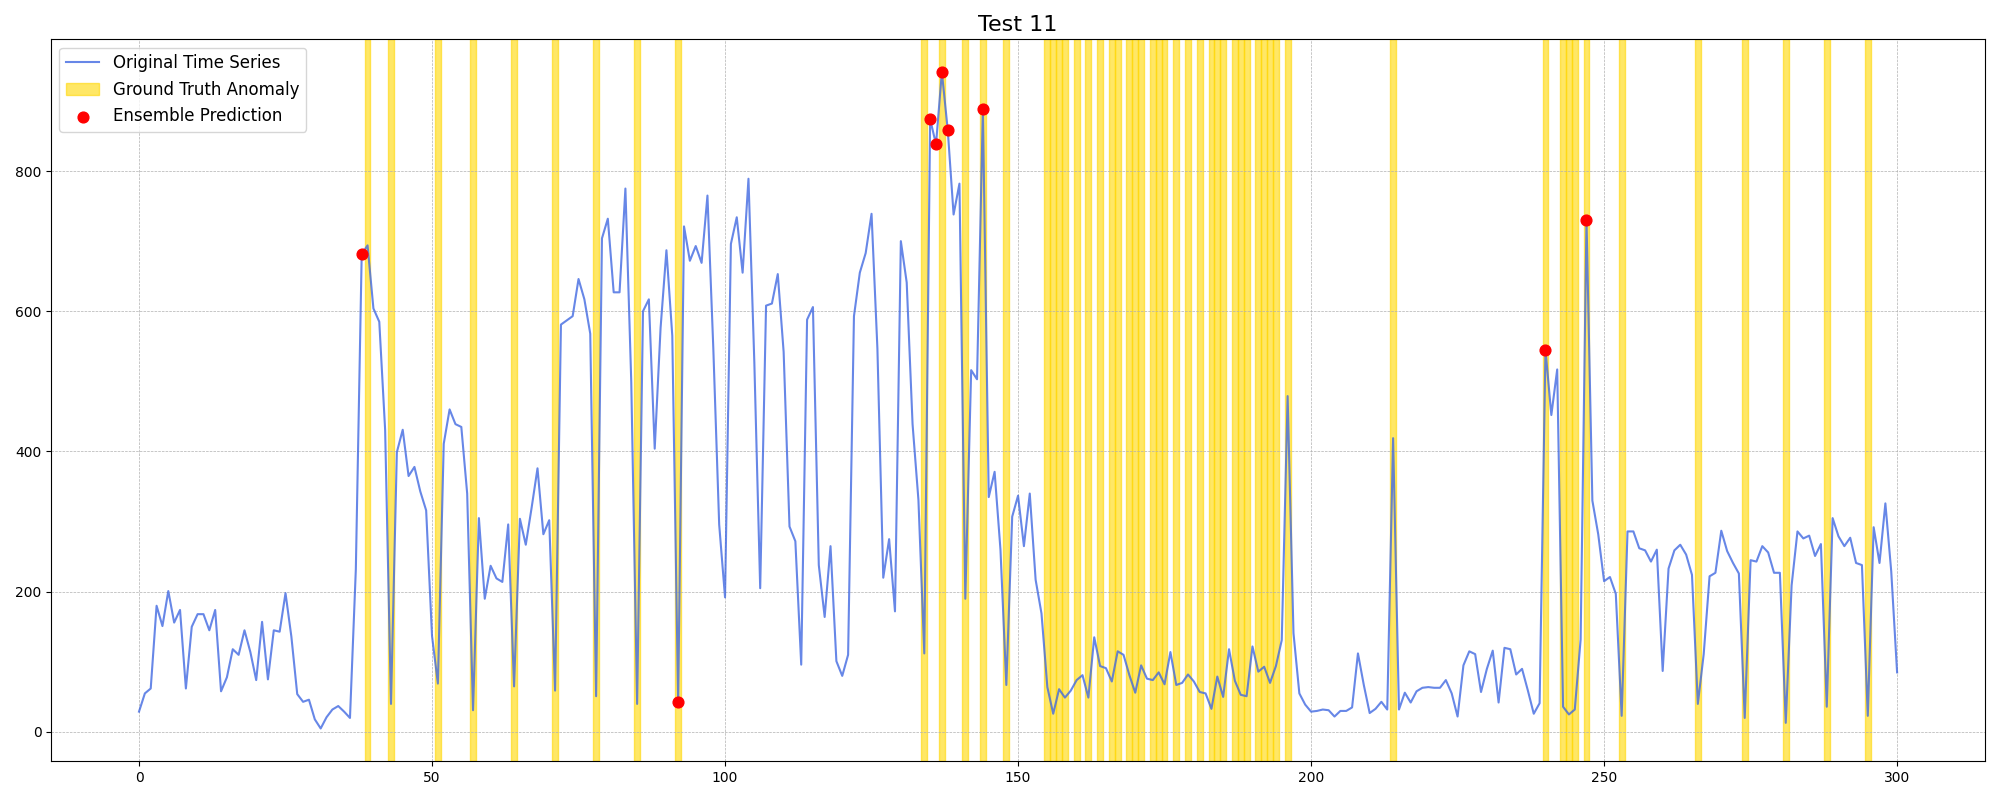 Test 11
Original Time Series
Ground Truth Anomaly
Ensemble Prediction
800
600
400
200
0
0 50 100 150 200 250 300